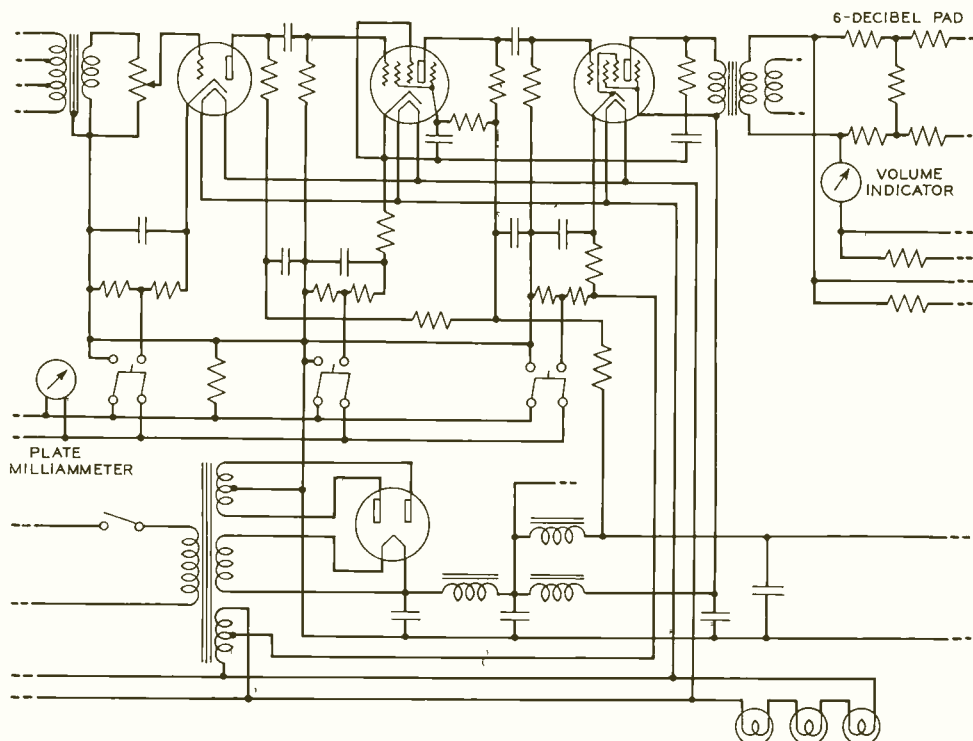 6-DECIBEL PAD
VOLUME
INDICATOR
PLATE
MILLIAMMETER